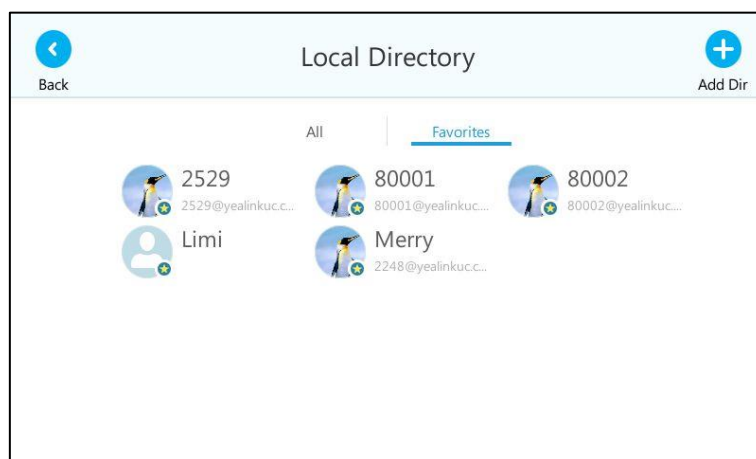 Local Directory
Back
Add Dir
All
Favorites
2529
80001
80002
2529@yealinkuc.c...
80001@yealinkuc....
80002@yealinkuc....
Limi
Merry
2248@yealinkuc.c...